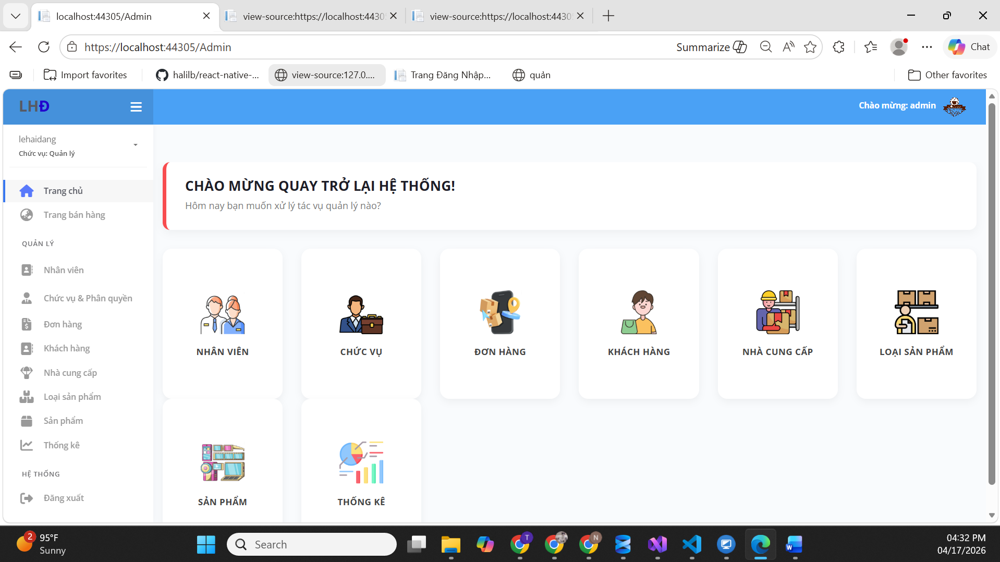 localhost:44305/Admin
view-source:https://localhost:4430
view-source:https://localhost:4430
https://localhost:44305/Admin
Summarize
Chat
Import favorites
halilb/react-native-...
view-source:127.0....
Trang Đăng Nhập...
quản
Other favorites
LHĐ
Chào mừng: admin
lehaidang
Chức vụ: Quản lý
Trang chủ
Trang bán hàng
QUẢN LÝ
Nhân viên
Chức vụ & Phân quyền
Đơn hàng
Khách hàng
Nhà cung cấp
Loại sản phẩm
Sản phẩm
Thống kê
HỆ THỐNG
Đăng xuất
CHÀO MỪNG QUAY TRỞ LẠI HỆ THỐNG!
Hôm nay bạn muốn xử lý tác vụ quản lý nào?
NHÂN VIÊN
CHỨC VỤ
ĐƠN HÀNG
KHÁCH HÀNG
NHÀ CUNG CẤP
LOẠI SẢN PHẨM
SẢN PHẨM
THỐNG KÊ
2
95°F
Sunny
Search
T
N
04:32 PM
04/17/2026